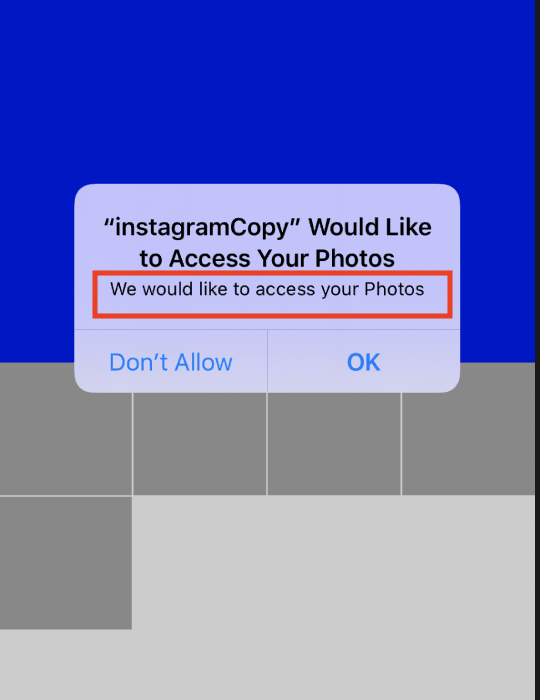 “instagramCopy” Would Like
to Access Your Photos
We would like to access your Photos
Don’t Allow
OK